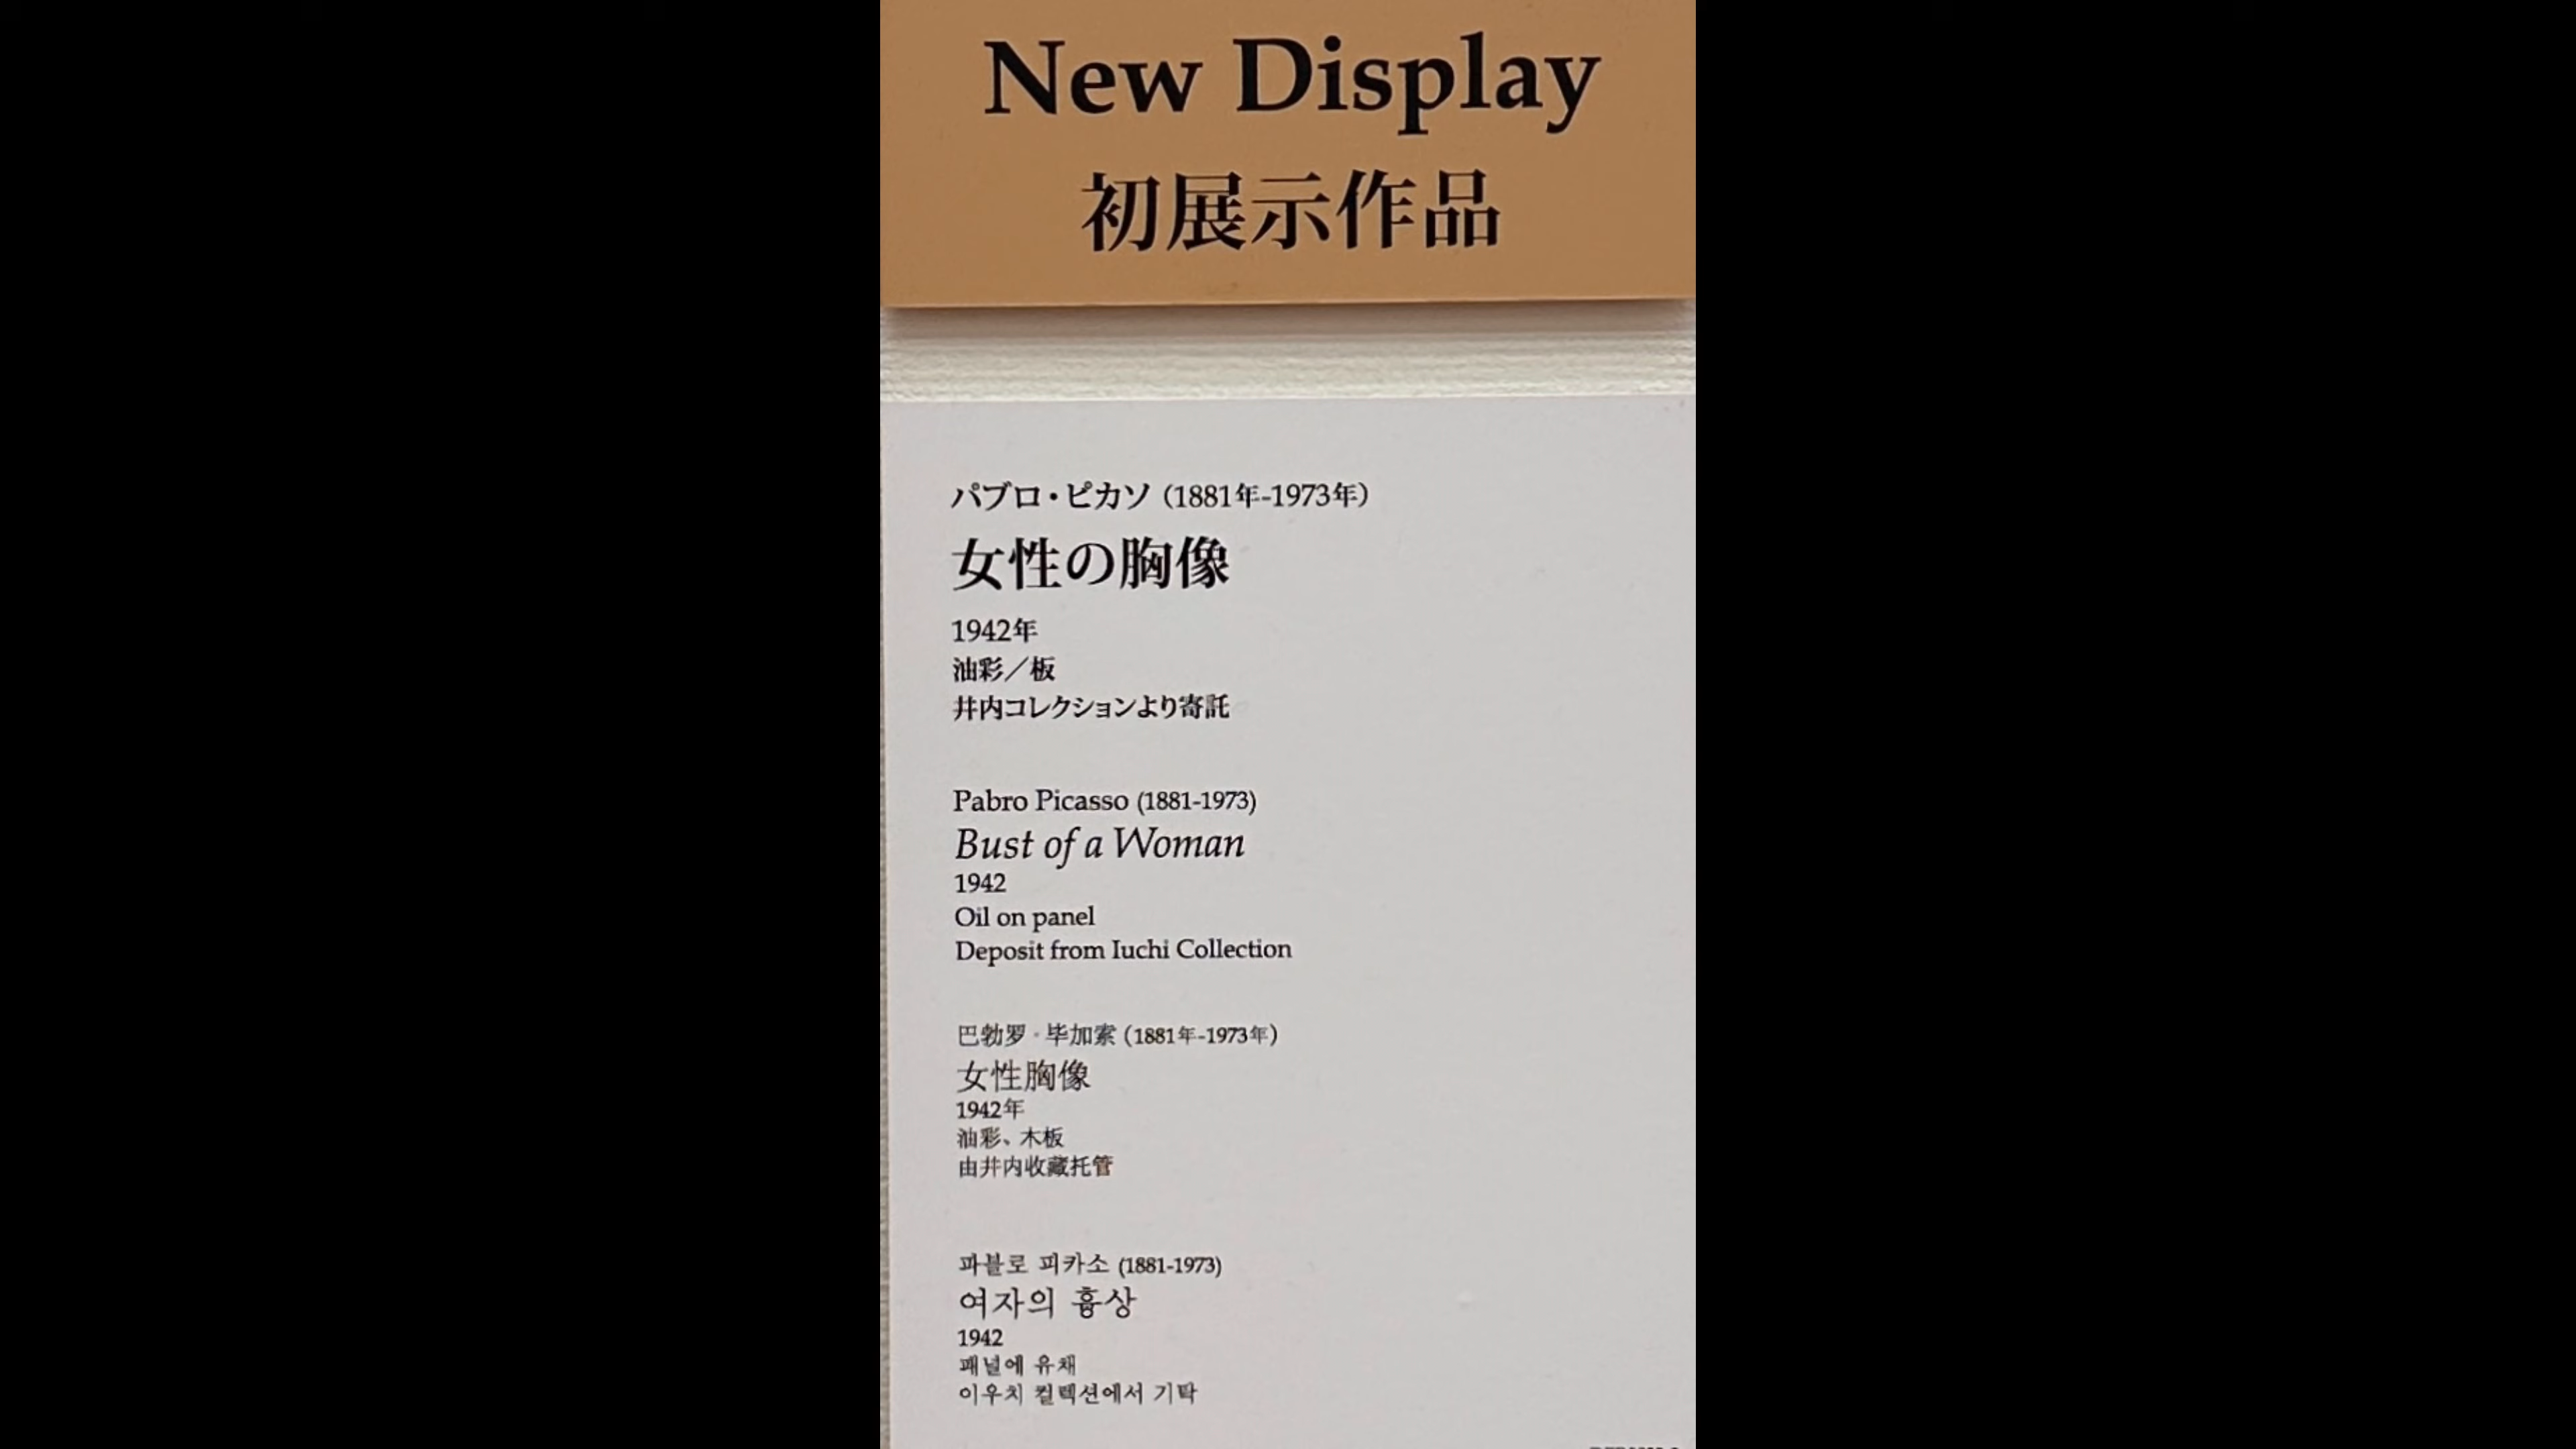 New Display
初展示作品
パブロ・ピカソ（1881年-1973年）
女性の胸像
1942年
油彩／板
井内コレクションより寄託
Pabro Picasso (1881-1973)
Bust of a Woman
1942
Oil on panel
Deposit from Iuchi Collection
巴勃罗·毕加索（1881年-1973年）
女性胸像
1942年
油彩、木板
由井内收藏托管
파블로 피카소 (1881-1973)
여자의 흉상
1942
패널에 유채
이우치 컬렉션에서 기탁